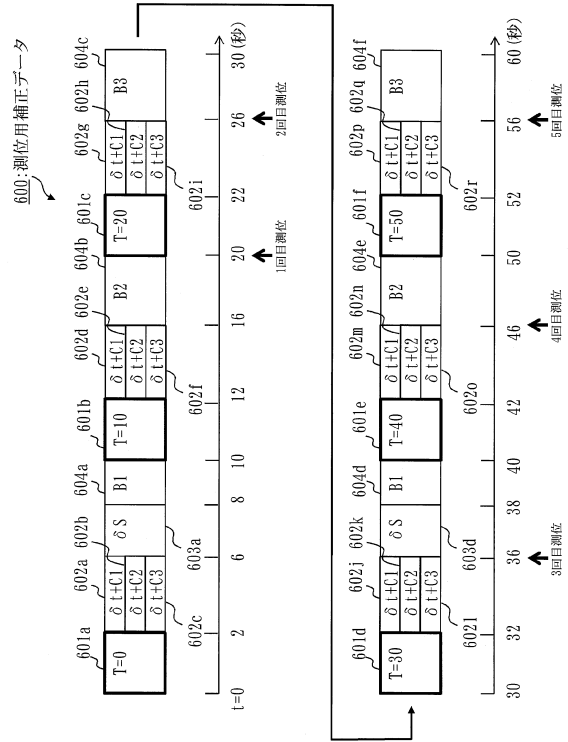 600:測位用補正データ
601a 602a 602b 604a 601b 602d 602e 604b 601c 602g 602h 604c
T=0 δt+C1 δS B1 T=10 δt+C1 B2 T=20 δt+C1 B3
δt+C2 δt+C2 δt+C2
δt+C3 δt+C3 δt+C3
602c 603a 602f 602i
t=0 2 6 8 10 12 16 20 22 26 30(秒)
1回目測位 2回目測位
601d 602j 602k 604d 601e 602m 602n 604e 601f 602p 602q 604f
T=30 δt+C1 δS B1 T=40 δt+C1 B2 T=50 δt+C1 B3
δt+C2 δt+C2 δt+C2
δt+C3 δt+C3 δt+C3
602l 603d 602o 602r
30 32 36 38 40 42 46 50 52 56 60(秒)
3回目測位 4回目測位 5回目測位